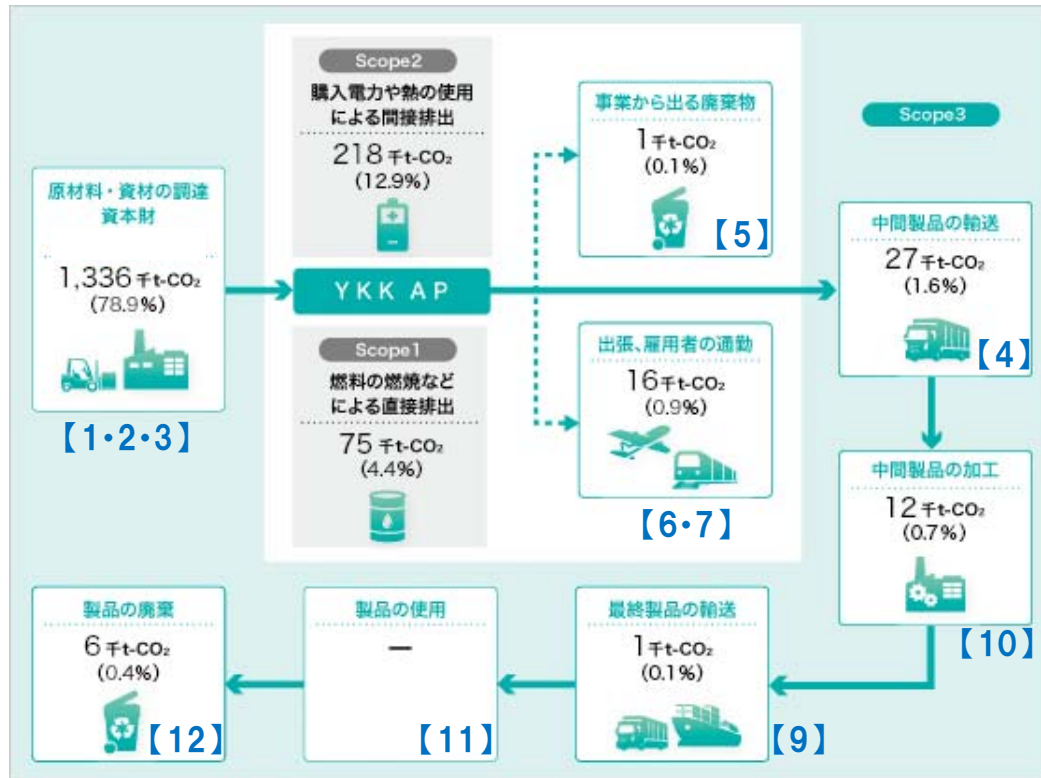 Scope2
購入電力や熱の使用
による間接排出
218 千t-CO₂
(12.9%)
事業から出る廃棄物
1千t-CO₂
(0.1%)
【5】
Scope3
原材料・資材の調達
資本財
1,336 千t-CO₂
(78.9%)
【1・2・3】
YKK AP
中間製品の輸送
27千t-CO₂
(1.6%)
【4】
Scope1
燃料の燃焼など
による直接排出
75 千t-CO₂
(4.4%)
出張、雇用者の通勤
16千t-CO₂
(0.9%)
【6・7】
中間製品の加工
12千t-CO₂
(0.7%)
【10】
製品の廃棄
6千t-CO₂
(0.4%)
【12】
製品の使用
ー
【11】
最終製品の輸送
1千t-CO₂
(0.1%)
【9】